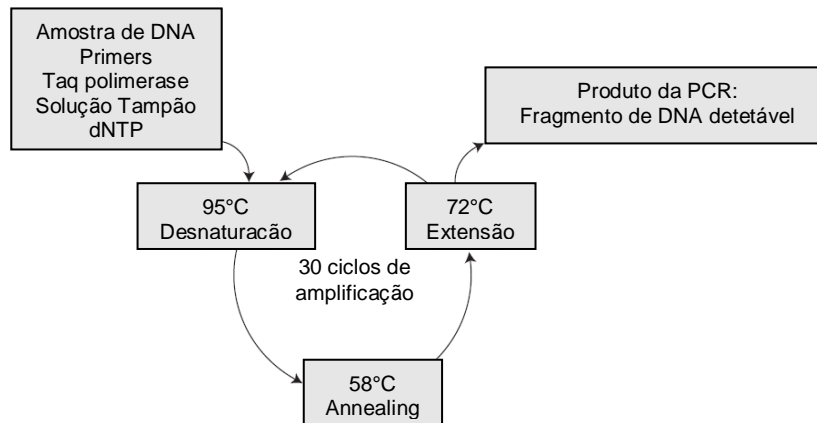 Amostra de DNA
Primers
Taq polimerase
Solução Tampão
dNTP
Produto da PCR:
Fragmento de DNA detetável
95°C
Desnaturacão
72°C
Extensão
30 ciclos de
amplificação
58°C
Annealing